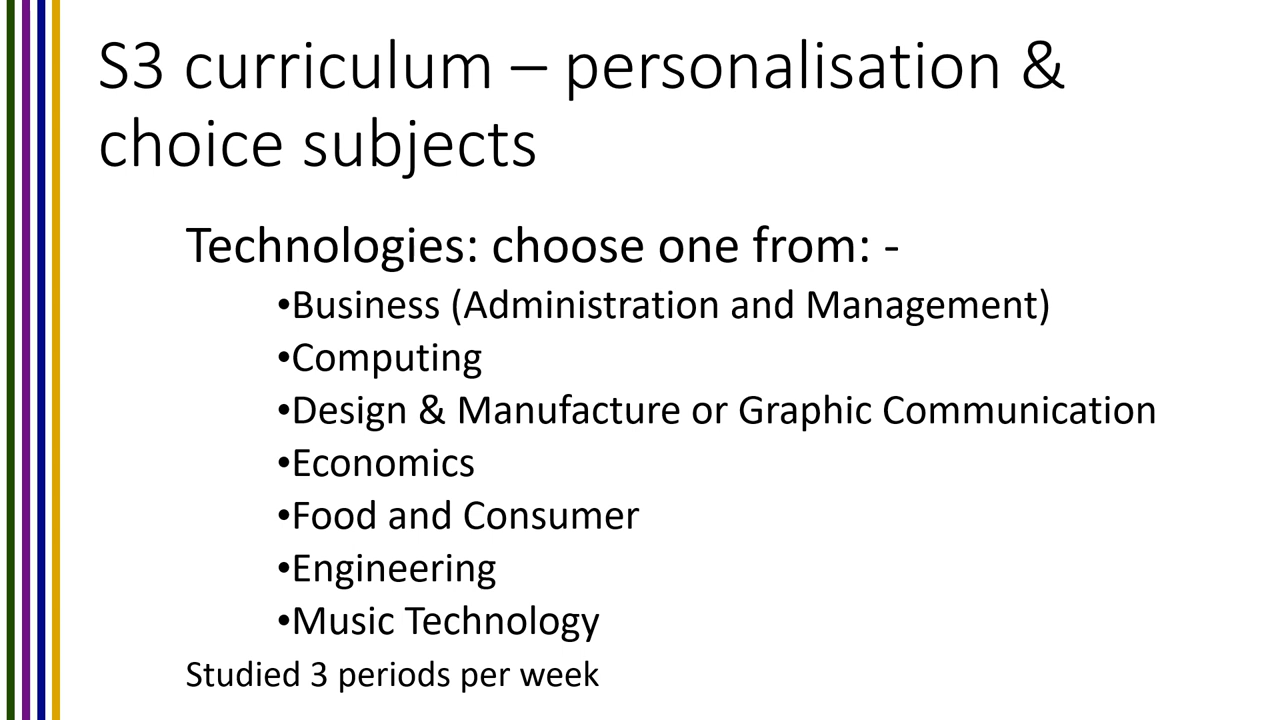 S3 curriculum – personalisation &
choice subjects
Technologies: choose one from: -
•Business (Administration and Management)
•Computing
•Design & Manufacture or Graphic Communication
•Economics
•Food and Consumer
•Engineering
•Music Technology
Studied 3 periods per week